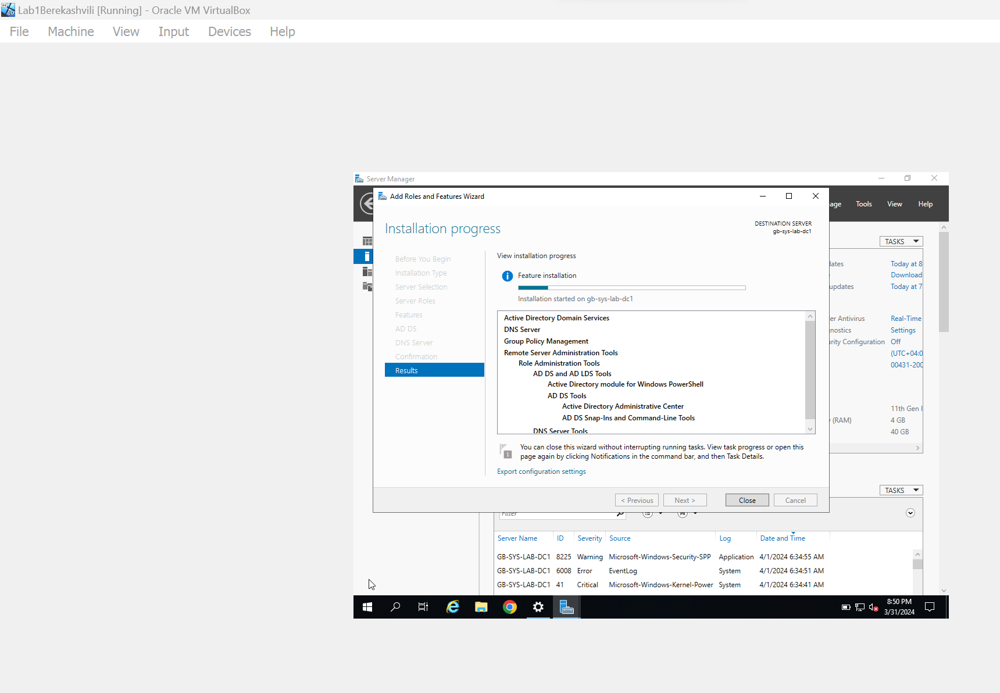 Lab1Berekashvili [Running] - Oracle VM VirtualBox
File Machine View Input Devices Help
Server Manager
Add Roles and Features Wizard
Tools View Help
Installation progress
DESTINATION SERVER
gb-sys-lab-dc1
TASKS
Before You Begin
Installation Type
Server Selection
Server Roles
Features
AD DS
DNS Server
Confirmation
Results
View installation progress
Feature installation
Installation started on gb-sys-lab-dc1
Active Directory Domain Services
DNS Server
Group Policy Management
Remote Server Administration Tools
Role Administration Tools
AD DS and AD LDS Tools
Active Directory module for Windows PowerShell
AD DS Tools
Active Directory Administrative Center
AD DS Snap-Ins and Command-Line Tools
DNS Server Tools
1
You can close this wizard without interrupting running tasks. View task progress or open this
page again by clicking Notifications in the command bar, and then Task Details.
Export configuration settings
< Previous Next > Close Cancel
Today at 8
Download
updates Today at 7
Antivirus Real-Time
Settings
Configuration Off
(UTC+04:0
00431-200
11th Gen I
(RAM) 4 GB
40 GB
TASKS
Filter
Server Name ID Severity Source Log Date and Time
GB-SYS-LAB-DC1 8225 Warning Microsoft-Windows-Security-SPP Application 4/1/2024 6:34:55 AM
GB-SYS-LAB-DC1 6008 Error EventLog System 4/1/2024 6:34:51 AM
GB-SYS-LAB-DC1 41 Critical Microsoft-Windows-Kernel-Power System 4/1/2024 6:34:41 AM
8:50 PM
3/31/2024